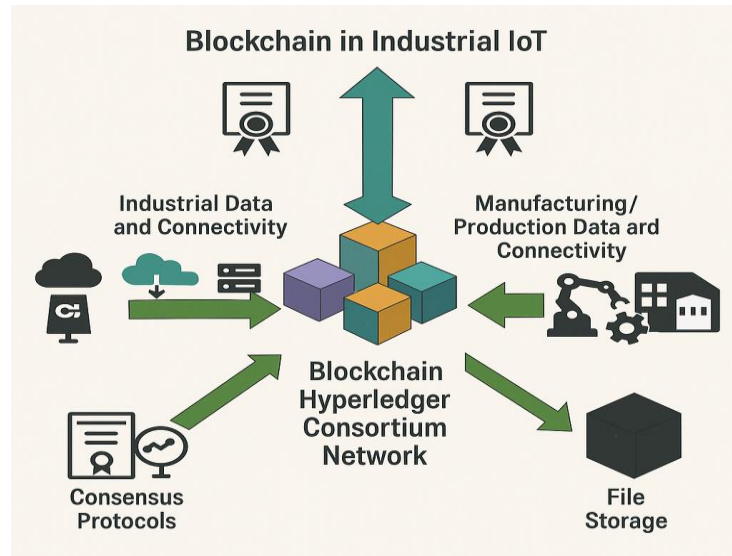 Blockchain in Industrial IoT
Industrial Data
and Connectivity
Manufacturing/
Production Data ard
Connectivity
Blockchain
Hyperledger
Consortium
Network
Consensus
Protocols
File
Storage